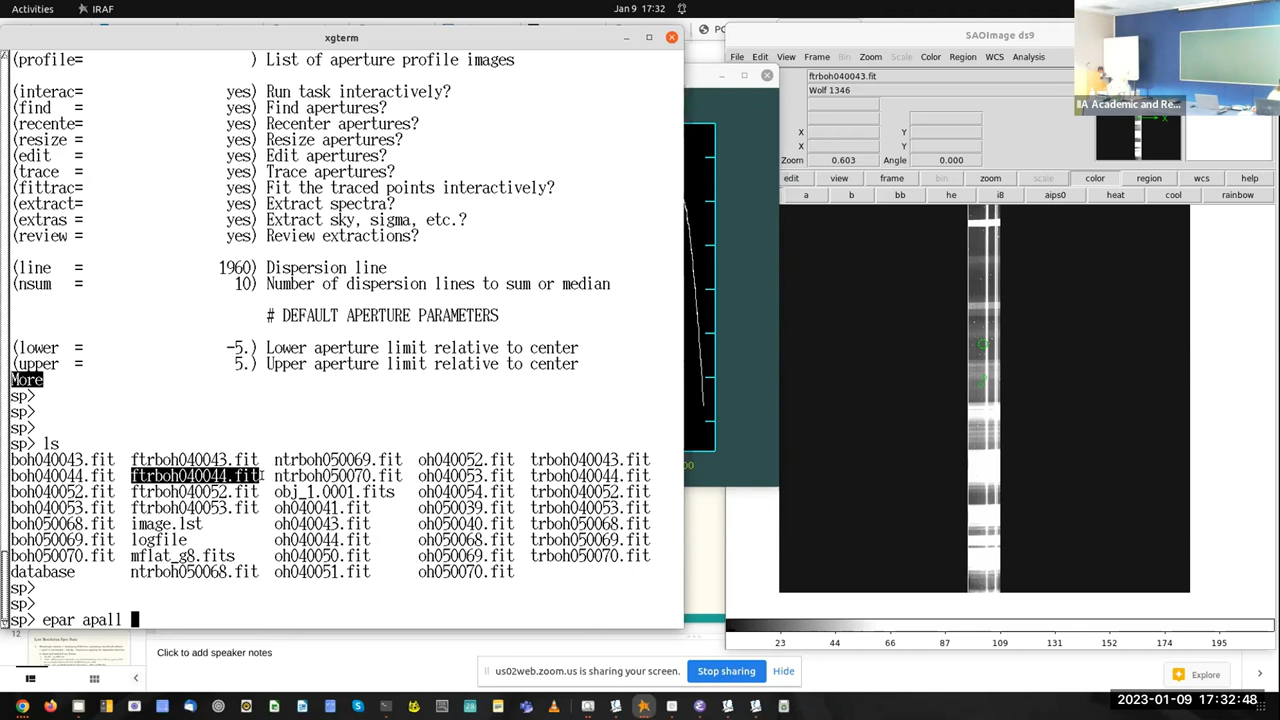 Activities
IRAF
Jan 9  17:32
xgterm
(profile= ) List of aperture profile images
(interac= yes) Run task interactively?
(find = yes) Find apertures?
(recente= yes) Recenter apertures?
(resize = yes) Resize apertures?
(edit = yes) Edit apertures?
(trace = yes) Trace apertures?
(fittrac= yes) Fit the traced points interactively?
(extract= yes) Extract spectra?
(extras = yes) Extract sky, sigma, etc.?
(review = yes) Review extractions?
(line = 1960) Dispersion line
(nsum = 10) Number of dispersion lines to sum or median
# DEFAULT APERTURE PARAMETERS
(lower = -5.) Lower aperture limit relative to center
(upper = 5.) Upper aperture limit relative to center
More
sp>
sp>
sp>
sp> ls
boh040043.fit ftrboh040043.fit ntrboh050069.fit oh040052.fit trboh040043.fit
boh040044.fit ftrboh040044.fit ntrboh050070.fit oh040053.fit trboh040044.fit
boh040052.fit ftrboh040052.fit obj_1.0001.fits oh040054.fit trboh040052.fit
boh040053.fit ftrboh040053.fit oh040041.fit oh050039.fit trboh040053.fit
boh050068.fit image.lst oh040043.fit oh050040.fit trboh050068.fit
boh050069.fit logfile oh040044.fit oh050068.fit trboh050069.fit
boh050070.fit mflat_g8.fits oh040050.fit oh050069.fit trboh050070.fit
database ntrboh050068.fit oh040051.fit oh050070.fit
sp>
sp>
sp> epar apall
00
SAOImage ds9
File Edit View Frame Bin Zoom Scale Color Region WCS Analysis
ftrboh040043.fit
Wolf 1346
X Y
X Y
Zoom 0.603 Angle 0.000
X
edit view frame bin zoom scale color region wcs help
a b bb he i8 aips0 heat cool rainbow
23 44 66 87 109 130 152 174 195
IIA Academic and Re...
12
Click to add speaker notes
us02web.zoom.us is sharing your screen.
Stop sharing
Hide
Explore
2023-01-09 17:32:48